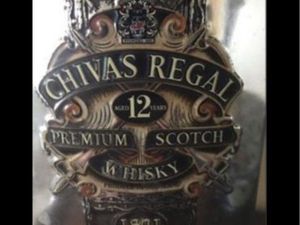 CHIVAS REGAL
AGED 12 YEARS
PREMIUM SCOTCH
WHISKY